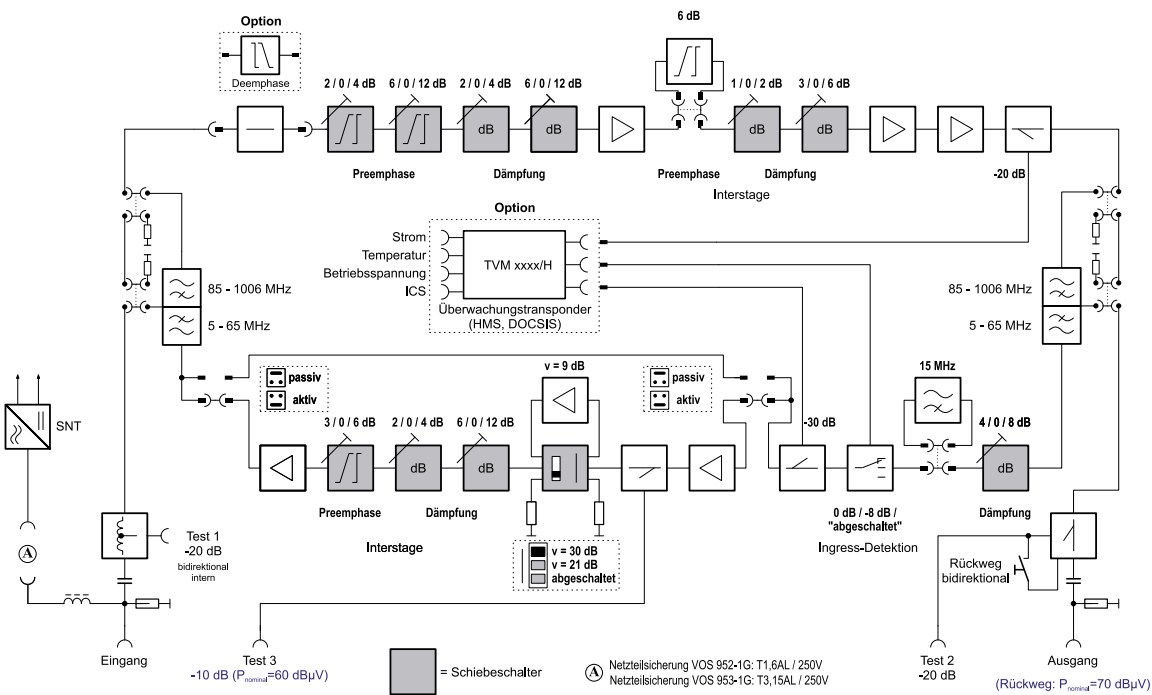 Option
Deemphase
6 dB
2 / 0 / 4 dB
6 / 0 / 12 dB
2 / 0 / 4 dB
6 / 0 / 12 dB
1 / 0 / 2 dB
3 / 0 / 6 dB
dB
dB
dB
dB
Preemphase
Dämpfung
Preemphase
Dämpfung
Interstage
-20 dB
Option
Strom
Temperatur
Betriebsspannung
ICS
TVM xxxx/H
Überwachungstransponder
(HMS, DOCSIS)
85 - 1006 MHz
5 - 65 MHz
85 - 1006 MHz
5 - 65 MHz
passiv
aktiv
v = 9 dB
passiv
aktiv
-30 dB
15 MHz
SNT
3 / 0 / 6 dB
2 / 0 / 4 dB
6 / 0 / 12 dB
4 / 0 / 8 dB
dB
dB
dB
Preemphase
Dämpfung
Interstage
0 dB / -8 dB /
"abgeschaltet"
Ingress-Detektion
Dämpfung
Test 1
-20 dB
bidirektional
intern
A
v = 30 dB
v = 21 dB
abgeschaltet
Rückweg
bidirektional
Eingang
Test 3
-10 dB (Pnominal=60 dBµV)
= Schiebeschalter
A
Netzteilsicherung VOS 952-1G: T1,6AL / 250V
Netzteilsicherung VOS 953-1G: T3,15AL / 250V
Test 2
-20 dB
Ausgang
(Rückweg: Pnominal=70 dBµV)